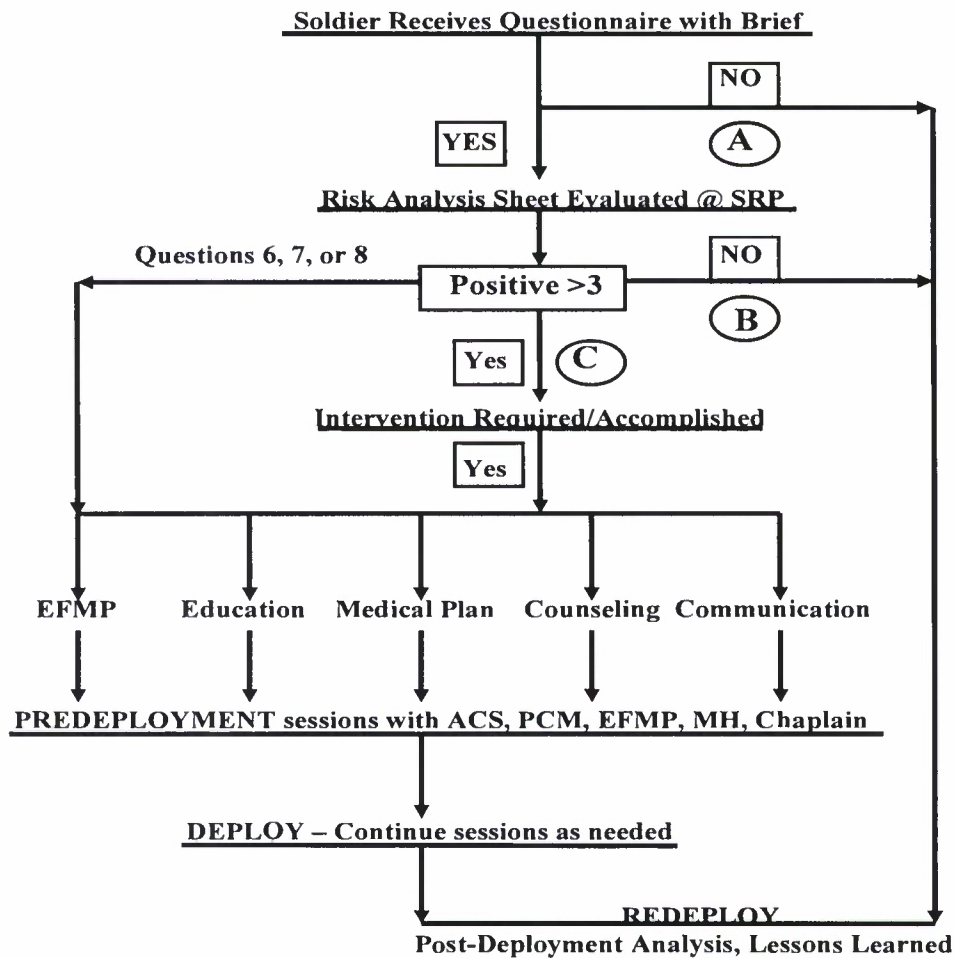 Soldier Receives Questionnaire with Brief
NO
YES
A
Risk Analysis Sheet Evaluated @ SRP
Questions 6, 7, or 8
NO
Positive >3
B
Yes
C
Intervention Required/Accomplished
Yes
EFMP Education Medical Plan Counseling Communication
PREDEPLOYMENT sessions with ACS, PCM, EFMP, MH, Chaplain
DEPLOY – Continue sessions as needed
REDEPLOY
Post-Deployment Analysis, Lessons Learned